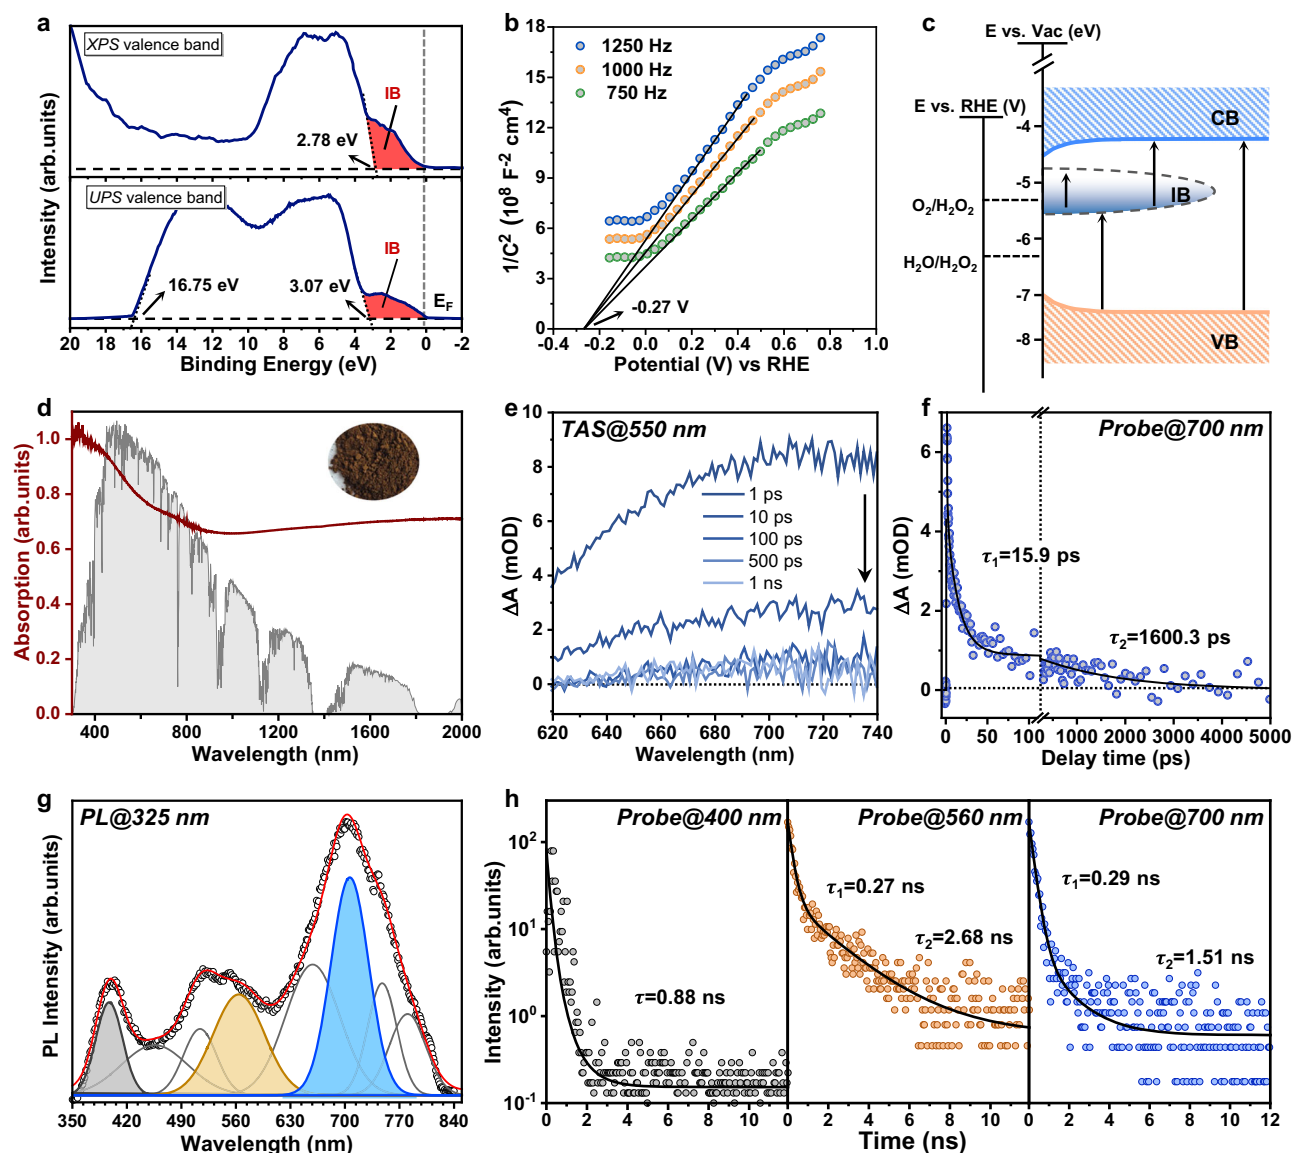 a
XPS valence band
IB
2.78 eV
UPS valence band
IB
16.75 eV
3.07 eV
E_F
Intensity (arb.units)
20 18 16 14 12 10 8 6 4 2 0 -2
Binding Energy (eV)
b
1250 Hz
1000 Hz
750 Hz
-0.27 V
18
15
12
9
6
3
0
1/C² (10⁸ F⁻² cm⁴)
-0.4 -0.2 0.0 0.2 0.4 0.6 0.8 1.0
Potential (V) vs RHE
c
E vs. Vac (eV)
E vs. RHE (V)
-4
-5
-6
-7
-8
CB
IB
VB
O₂/H₂O₂
H₂O/H₂O₂
d
1.0
0.8
0.6
0.4
0.2
0.0
Absorption (arb.units)
400 800 1200 1600 2000
Wavelength (nm)
e
TAS@550 nm
1 ps
10 ps
100 ps
500 ps
1 ns
10
8
6
4
2
0
ΔA (mOD)
620 640 660 680 700 720 740
Wavelength (nm)
f
Probe@700 nm
τ₁=15.9 ps
τ₂=1600.3 ps
6
4
2
0
ΔA (mOD)
0 50 100 1000 2000 3000 4000 5000
Delay time (ps)
g
PL@325 nm
PL Intensity (arb.units)
350 420 490 560 630 700 770 840
Wavelength (nm)
h
Probe@400 nm
τ=0.88 ns
Probe@560 nm
τ₁=0.27 ns
τ₂=2.68 ns
Probe@700 nm
τ₁=0.29 ns
τ₂=1.51 ns
10²
10¹
10⁰
10⁻¹
Intensity (arb.units)
0 2 4 6 8 10 0 2 4 6 8 10 0 2 4 6 8 10 12
Time (ns)